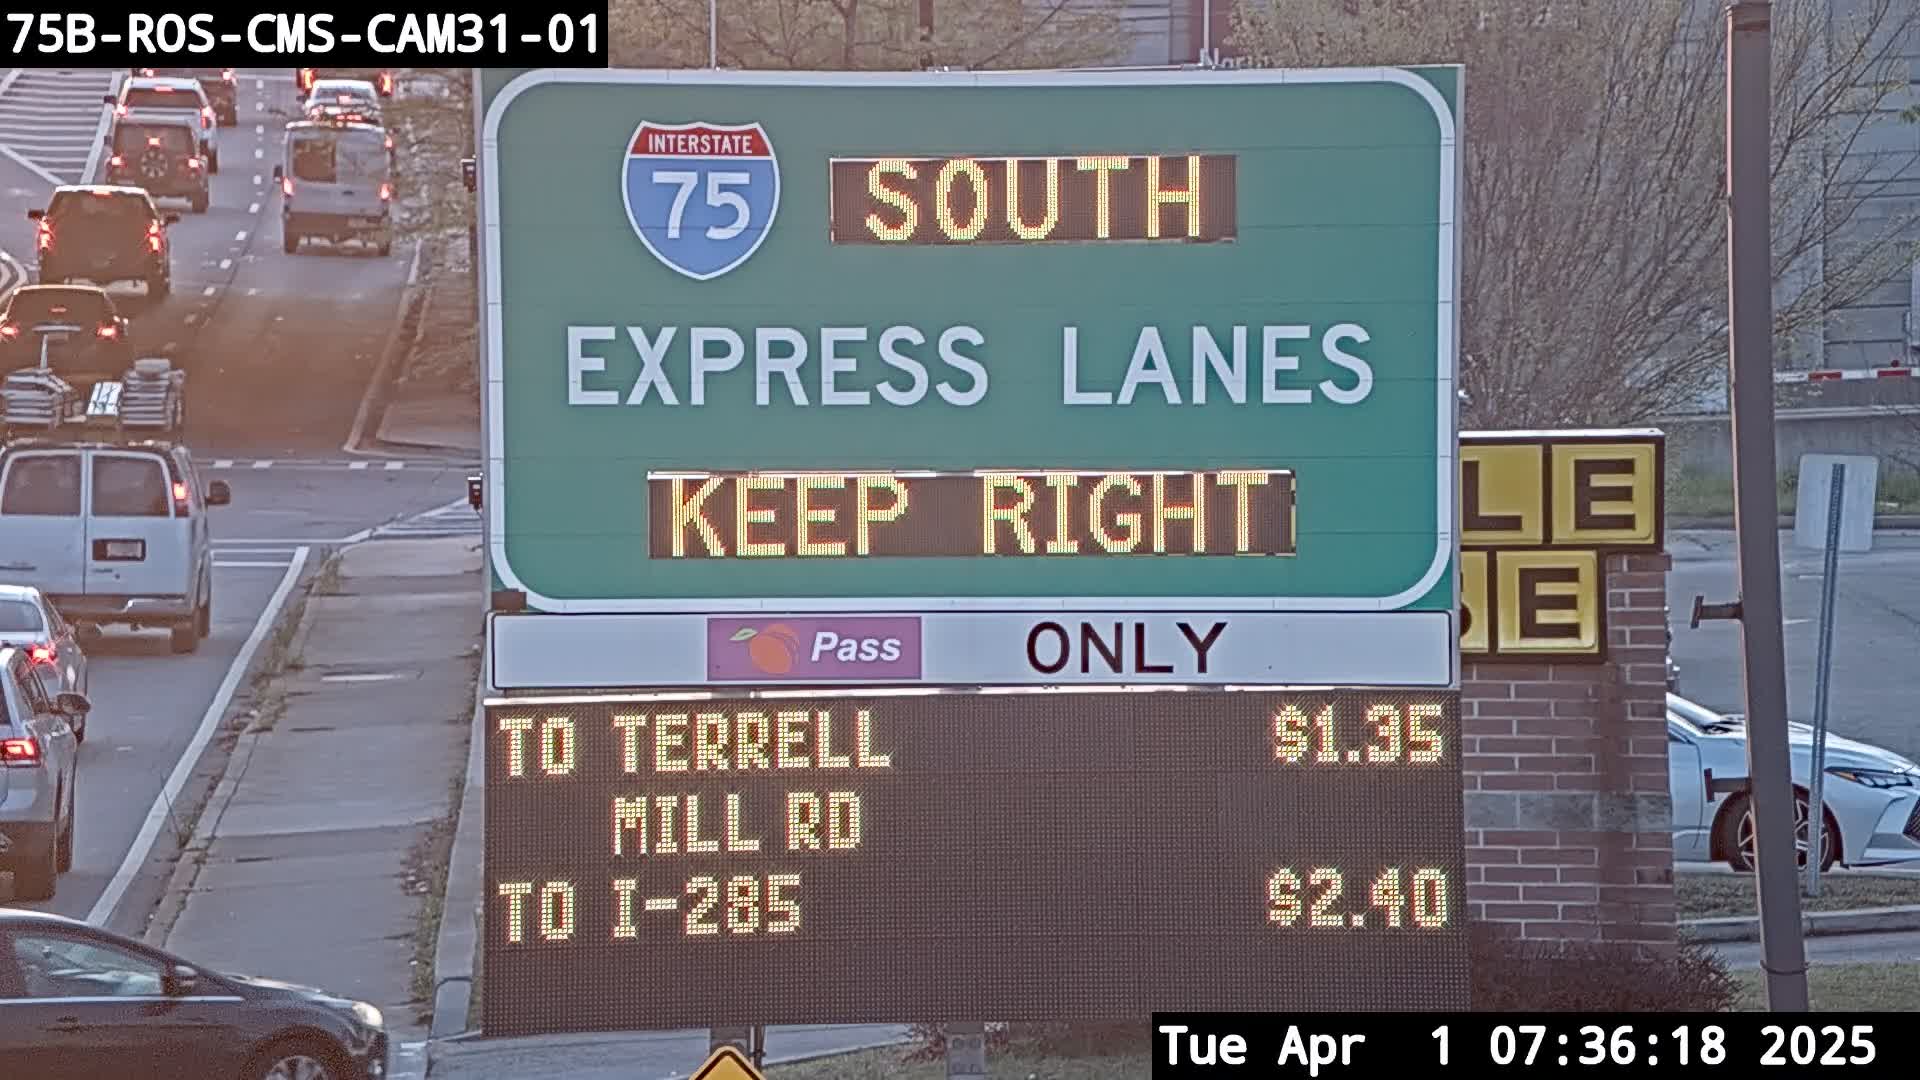 75B-ROS-CMS-CAM31-01
INTERSTATE
75
SOUTH
EXPRESS LANES
KEEP RIGHT
Pass ONLY
TO TERRELL $1.35
MILL RD
TO I-285 $2.40
LE
E
Tue Apr 1 07:36:18 2025